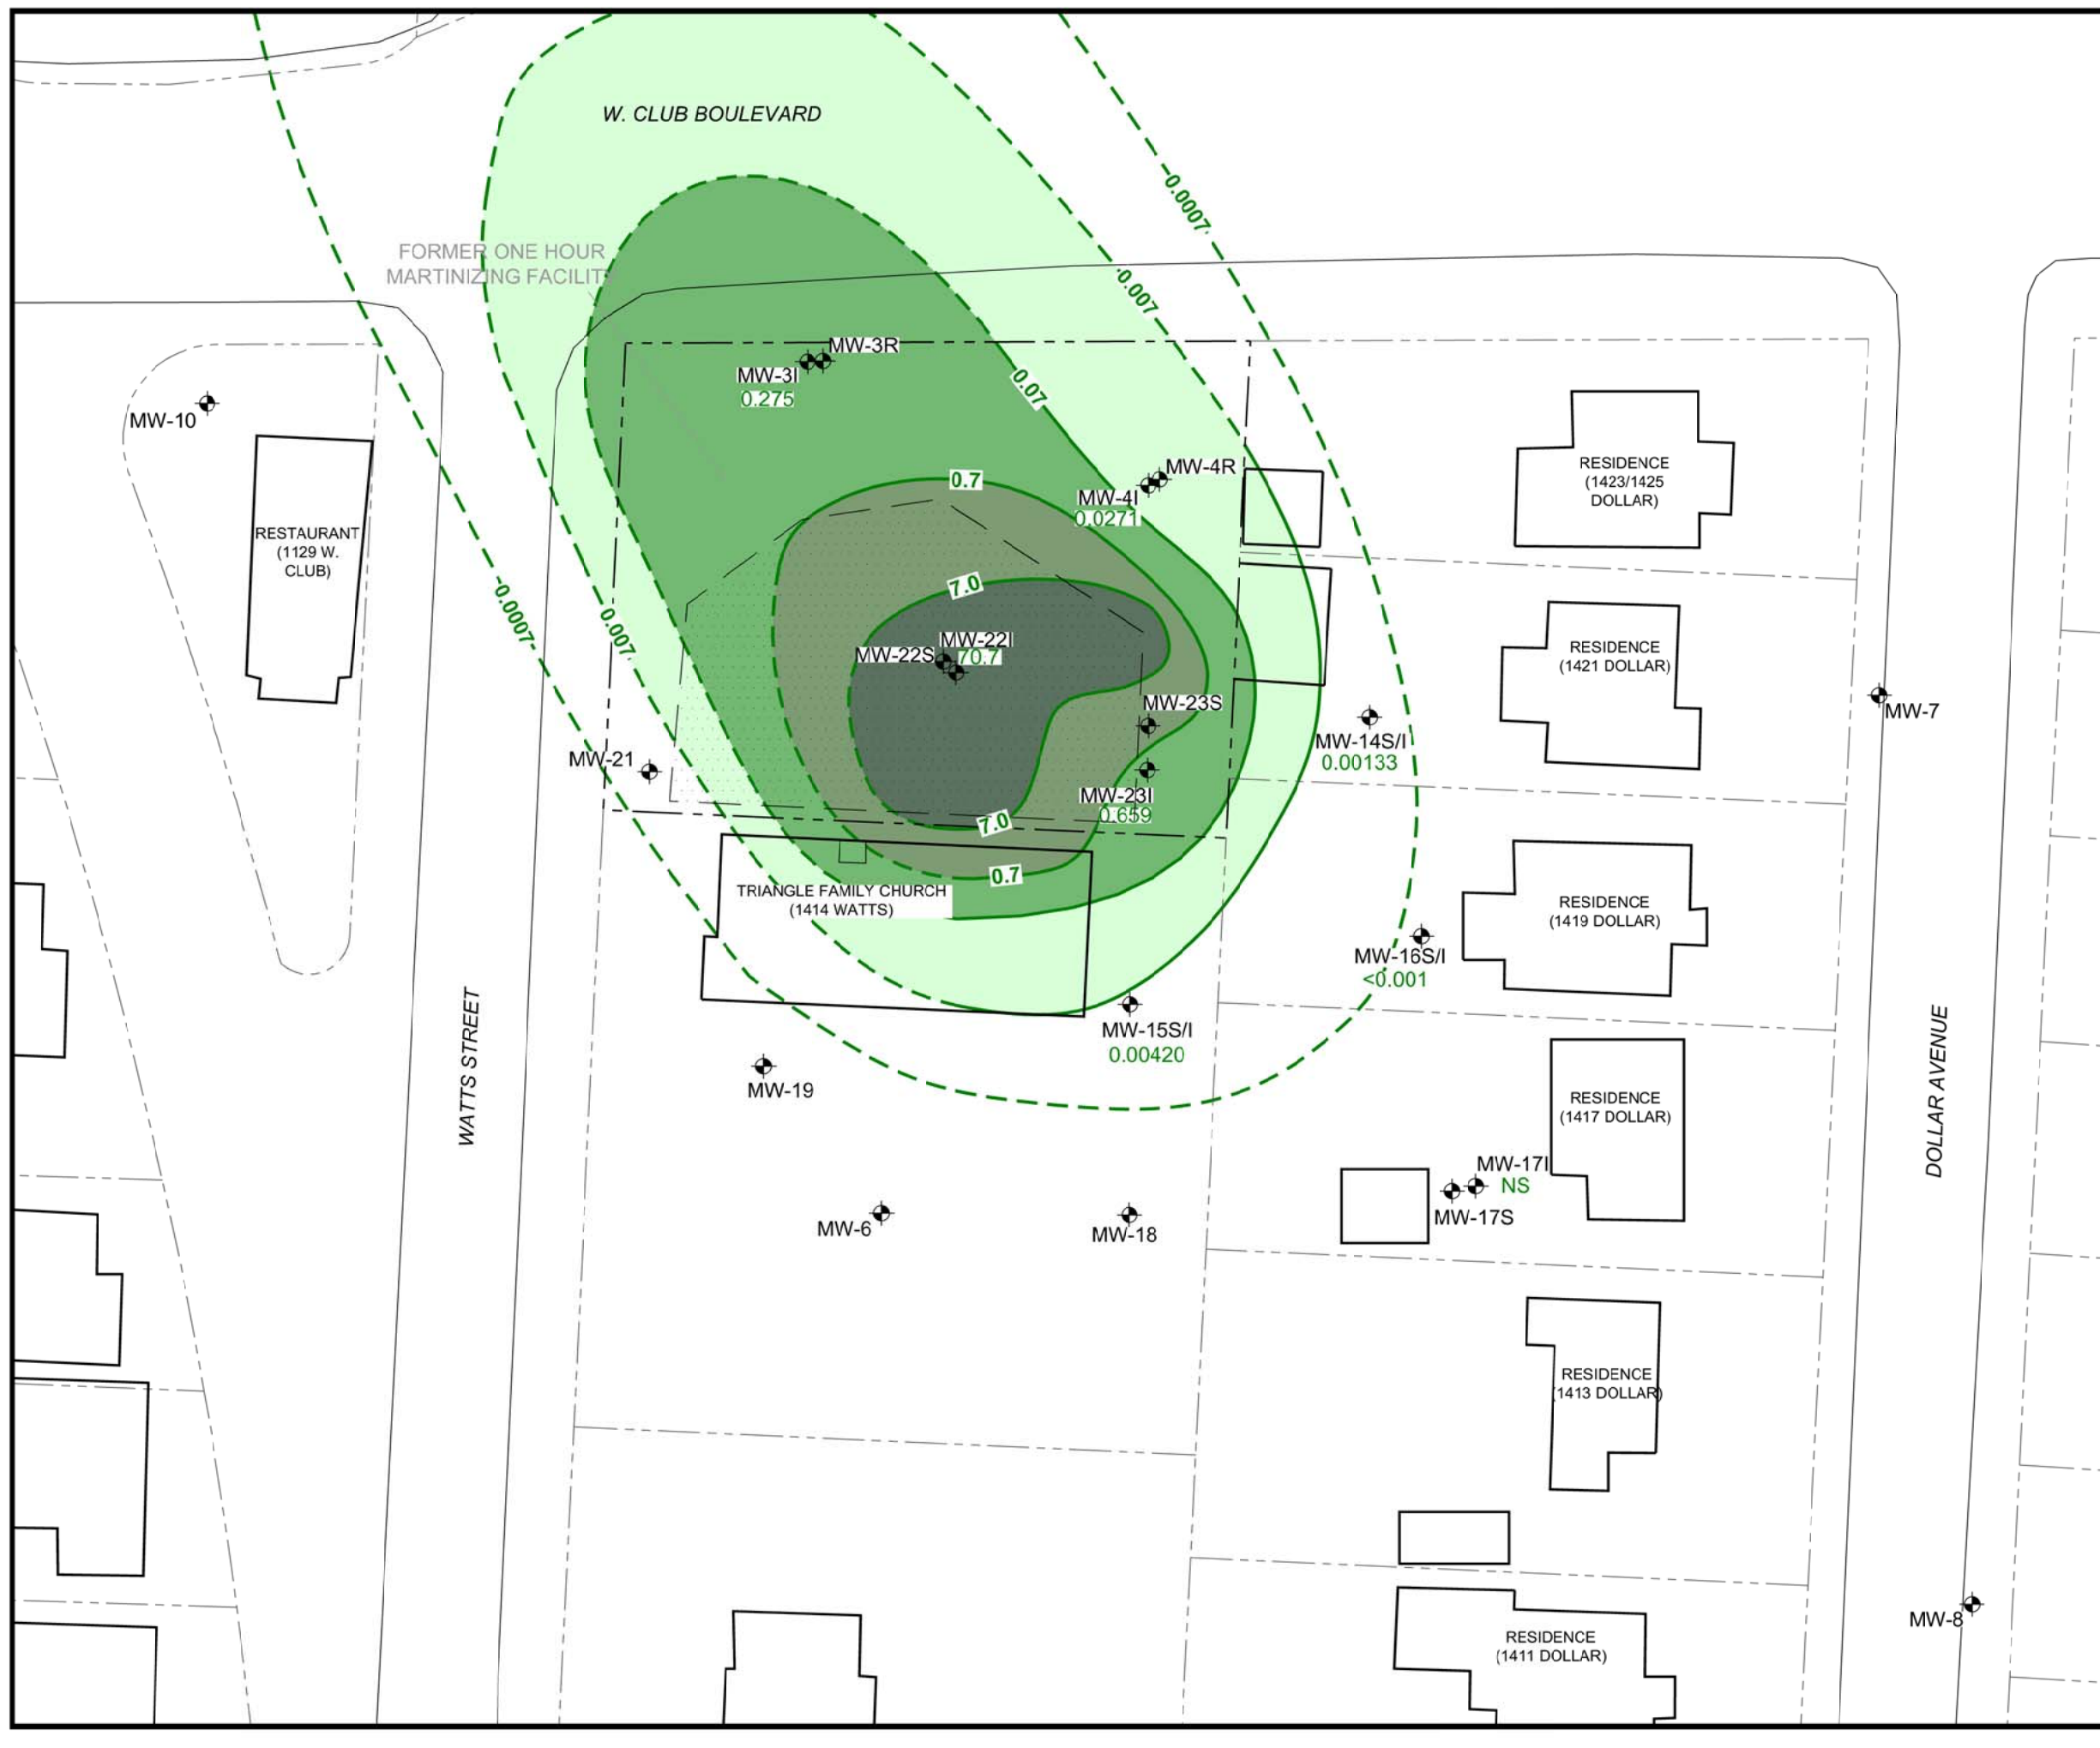 W. CLUB BOULEVARD
0.0007
FORMER ONE HOUR
MARTINIZING FACILITY
0.007
MW-3R
MW-3I
0.275
0.07
MW-10
MW-4R
MW-4I
0.0271
0.7
RESIDENCE
(1423/1425
DOLLAR)
RESTAURANT
(1129 W.
CLUB)
7.0
0.0007
0.007
MW-22I
MW-22S
70.7
RESIDENCE
(1421 DOLLAR)
MW-23S
MW-7
MW-14S/I
0.00133
MW-21
MW-23I
0.659
7.0
0.7
TRIANGLE FAMILY CHURCH
(1414 WATTS)
RESIDENCE
(1419 DOLLAR)
MW-16S/I
<0.001
WATTS STREET
MW-15S/I
0.00420
DOLLAR AVENUE
MW-19
RESIDENCE
(1417 DOLLAR)
MW-17I
NS
MW-17S
MW-6
MW-18
RESIDENCE
(1413 DOLLAR)
MW-8
RESIDENCE
(1411 DOLLAR)